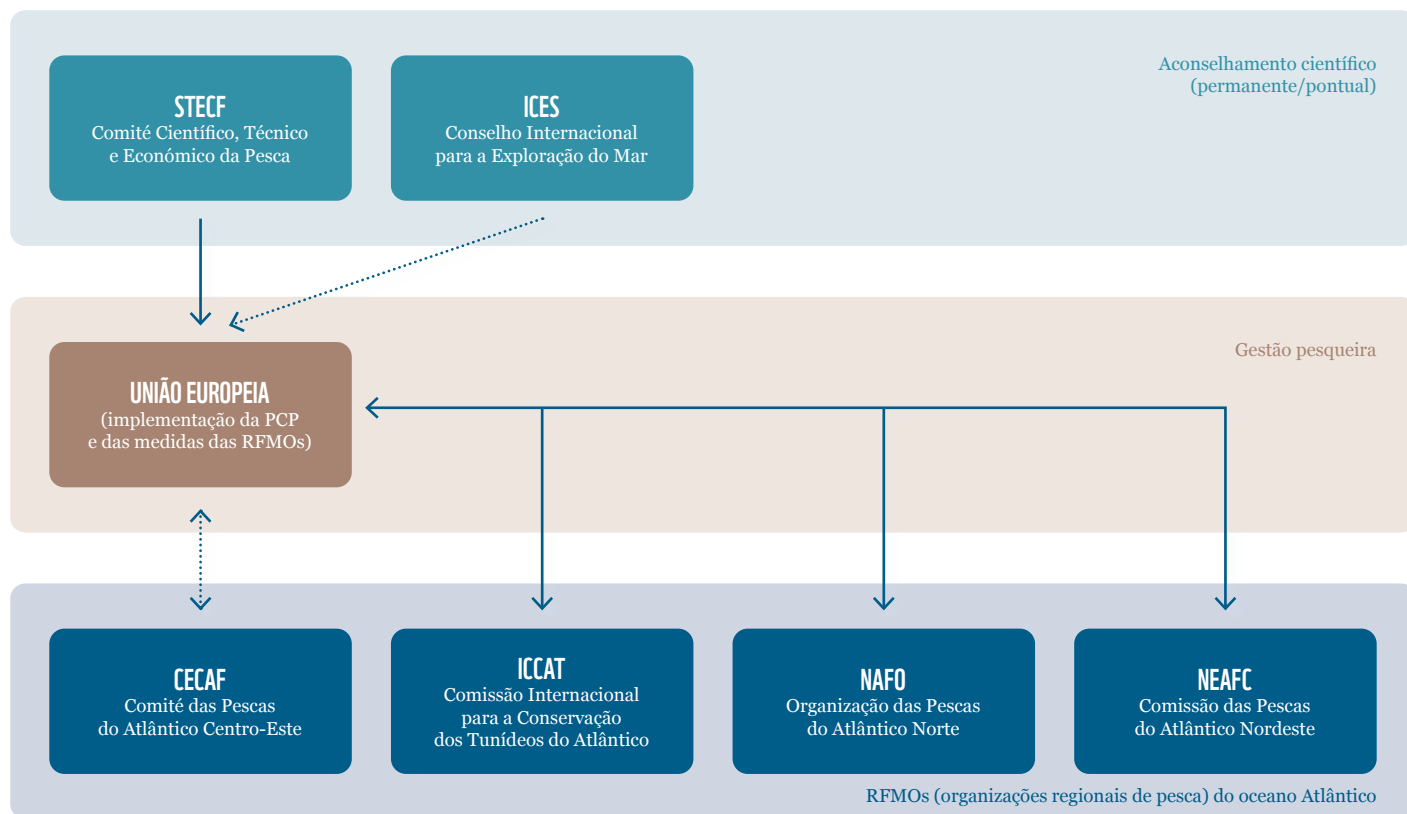 Aconselhamento científico
(permanente/pontual)
STECF
Comité Científico, Técnico
e Económico da Pesca
ICES
Conselho Internacional
para a Exploração do Mar
Gestão pesqueira
UNIÃO EUROPEIA
(implementação da PCP
e das medidas das RFMOs)
CECAF
Comité das Pescas
do Atlântico Centro-Este
ICCAT
Comissão Internacional
para a Conservação
dos Tunídeos do Atlântico
NAFO
Organização das Pescas
do Atlântico Norte
NEAFC
Comissão das Pescas
do Atlântico Nordeste
RFMOs (organizações regionais de pesca) do oceano Atlântico